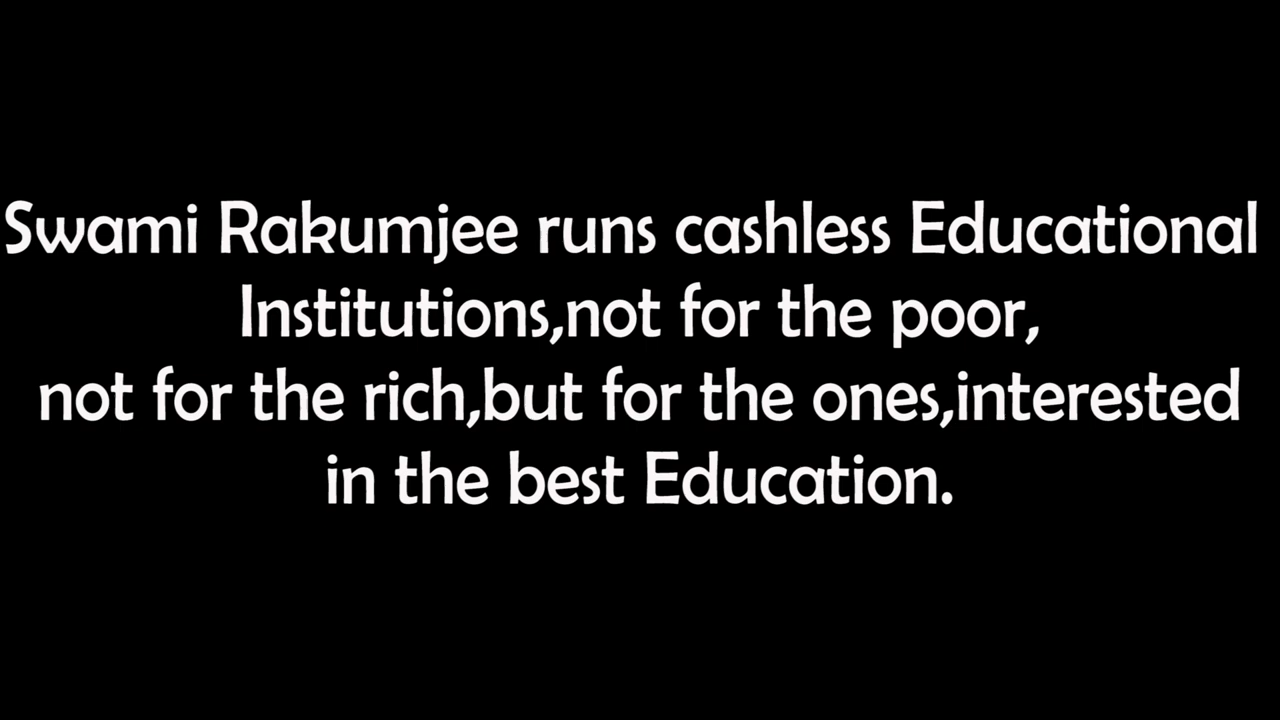 Swami Rakumjee runs cashless Educational
Institutions,not for the poor,
not for the rich,but for the ones,interested
in the best Education.